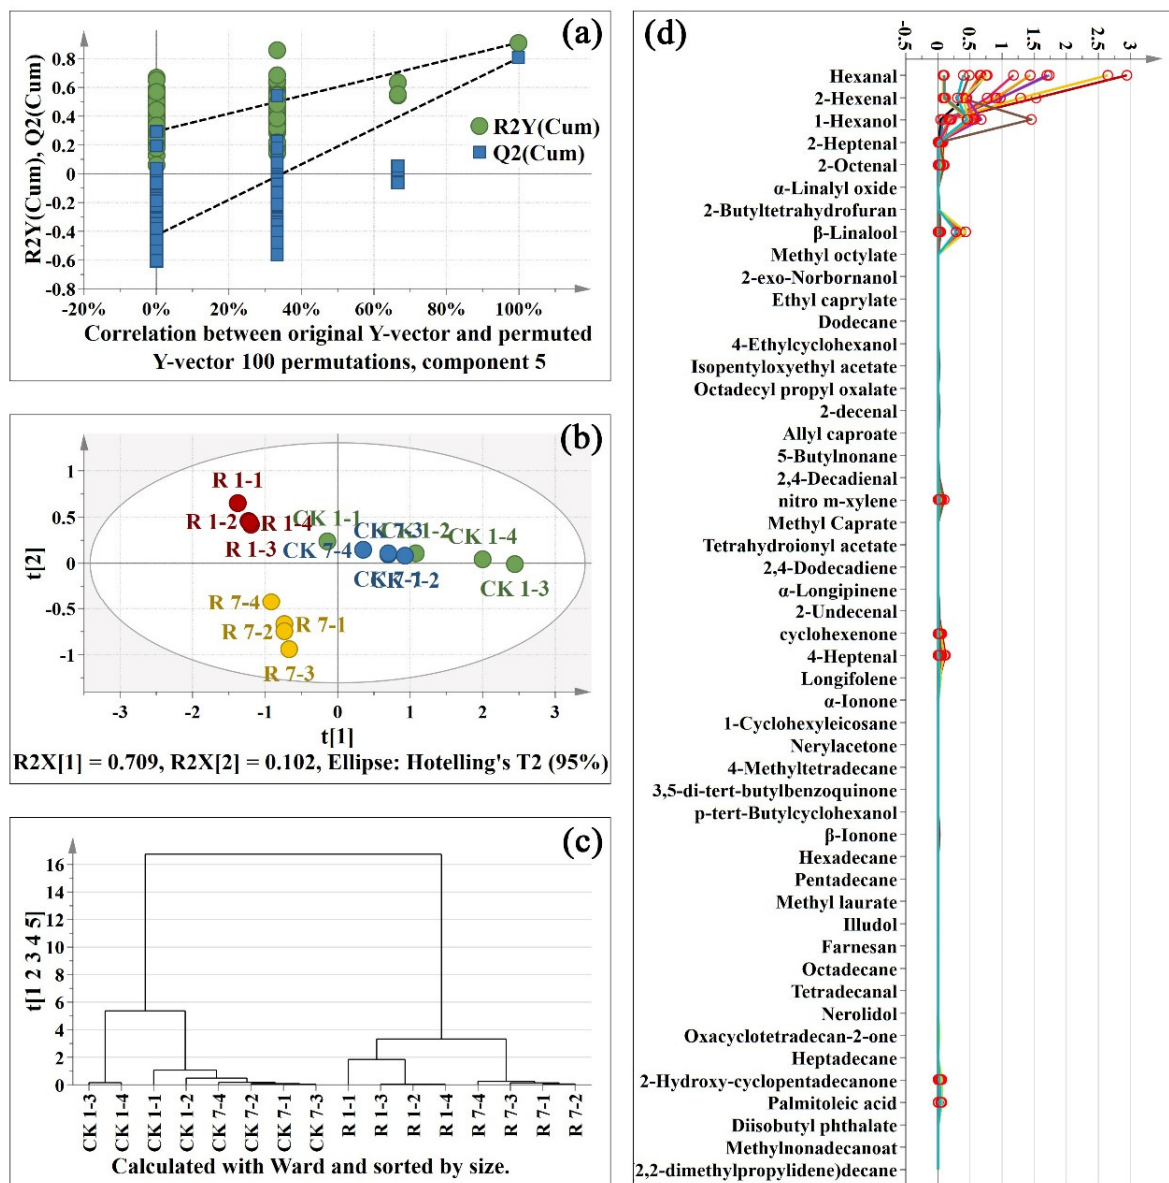 (a)
R2Y(Cum), Q2(Cum)
0.8
0.6
0.4
0.2
0
-0.2
-0.4
-0.6
-0.8
R2Y(Cum)
Q2(Cum)
-20% 0% 20% 40% 60% 80% 100%
Correlation between original Y-vector and permuted
Y-vector 100 permutations, component 5
(b)
t[2]
1
0.5
0
-0.5
-1
R 1-1
R 1-2
R 1-4
R 1-3
CK 1-1
CK 7-3
CK 1-2
CK 1-4
CK 7-4
CK 7-1
CK 7-2
CK 1-3
R 7-4
R 7-1
R 7-2
R 7-3
-3 -2 -1 0 1 2 3
t[1]
R2X[1] = 0.709, R2X[2] = 0.102, Ellipse: Hotelling's T2 (95%)
(c)
t[1 2 3 4 5]
16
14
12
10
8
6
4
2
0
CK 1-3
CK 1-4
CK 1-1
CK 1-2
CK 7-4
CK 7-2
CK 7-1
CK 7-3
R 1-1
R 1-3
R 1-2
R 1-4
R 7-4
R 7-3
R 7-1
R 7-2
Calculated with Ward and sorted by size.
(d)
-0.5 0 0.5 1 1.5 2 2.5 3
Hexanal
2-Hexenal
1-Hexanol
2-Heptenal
2-Octenal
α-Linalyl oxide
2-Butyltetrahydrofuran
β-Linalool
Methyl octylate
2-exo-Norbornanol
Ethyl caprylate
Dodecane
4-Ethylcyclohexanol
Isopentyloxyethyl acetate
Octadecyl propyl oxalate
2-decenal
Allyl caproate
5-Butylnonane
2,4-Decadienal
nitro m-xylene
Methyl Caprate
Tetrahydroionyl acetate
2,4-Dodecadiene
α-Longipinene
2-Undecenal
cyclohexenone
4-Heptenal
Longifolene
α-Ionone
1-Cyclohexyleicosane
Nerylacetone
4-Methyltetradecane
3,5-di-tert-butylbenzoquinone
p-tert-Butylcyclohexanol
β-Ionone
Hexadecane
Pentadecane
Methyl laurate
Illudol
Farnesan
Octadecane
Tetradecanal
Nerolidol
Oxacyclotetradecan-2-one
Heptadecane
2-Hydroxy-cyclopentadecanone
Palmitoleic acid
Diisobutyl phthalate
Methylnonadecanoat
2,2-dimethylpropylidene)decane